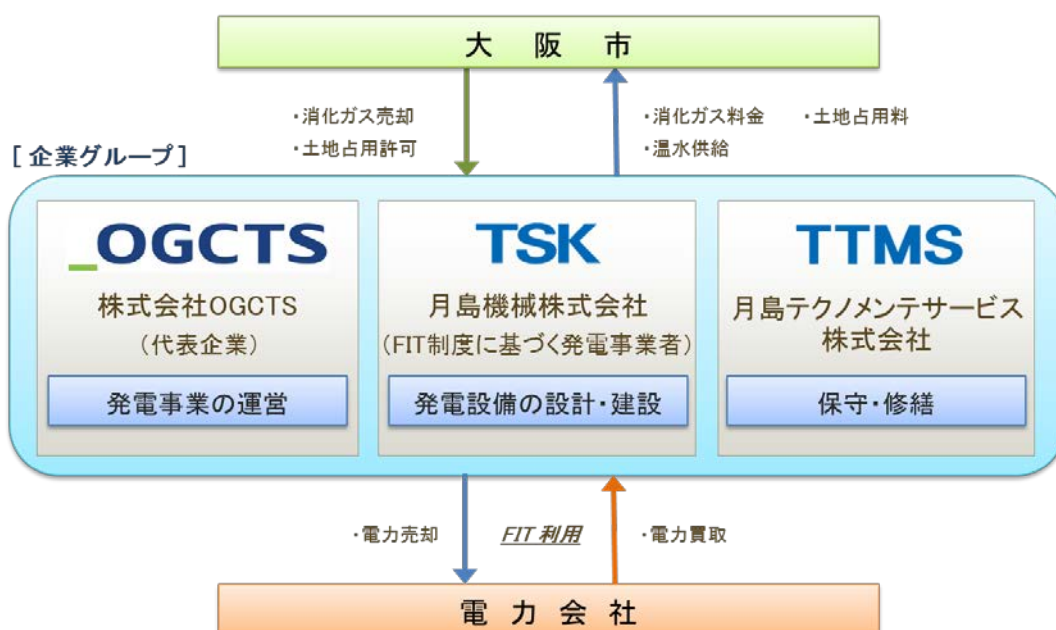 大阪市
・消化ガス売却
・土地占用許可
・消化ガス料金 ・土地占用料
・温水供給
[企業グループ]
_OGCTS
株式会社OGCTS
(代表企業)
発電事業の運営
TSK
月島機械株式会社
(FIT制度に基づく発電事業者)
発電設備の設計・建設
TTMS
月島テクノメンテサービス
株式会社
保守・修繕
・電力売却
FIT利用
・電力買取
電力会社